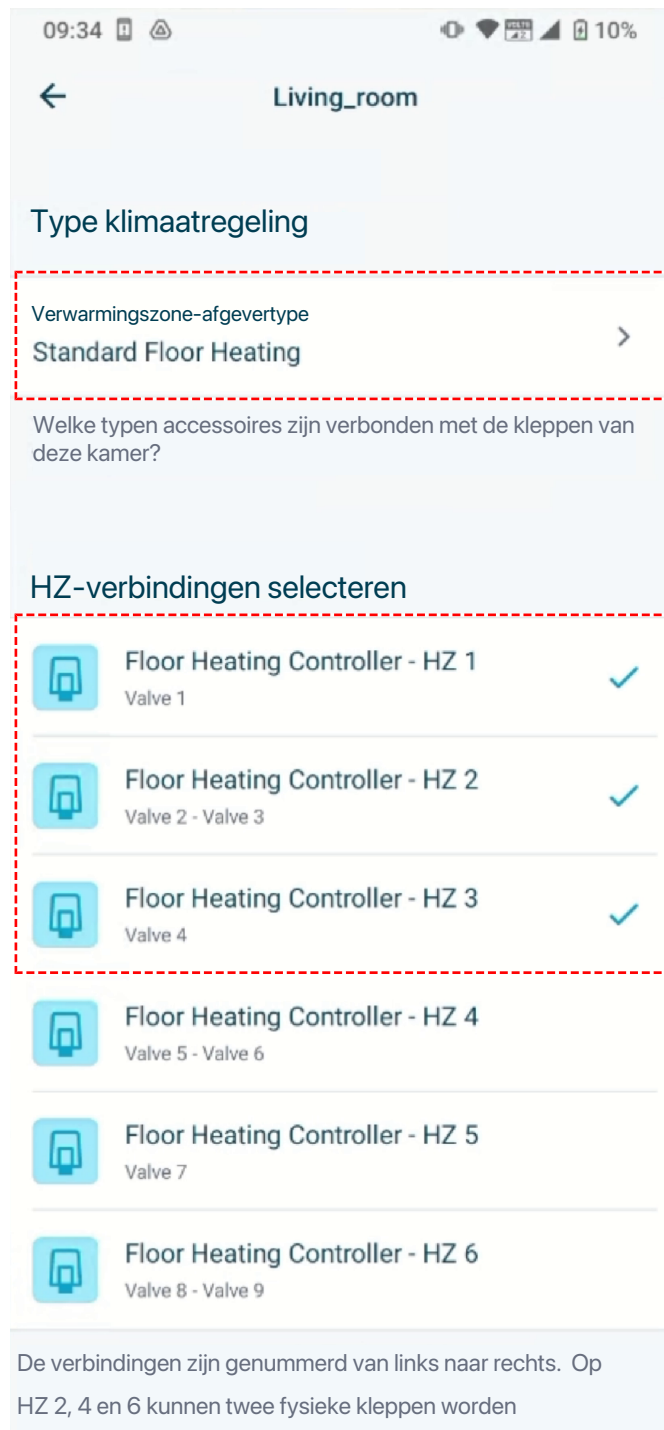 09:34 10%
Living_room
Type klimaatregeling
Verwarmingszone-afgevertype
Standard Floor Heating
Welke typen accessoires zijn verbonden met de kleppen van
deze kamer?
HZ-verbindingen selecteren
Floor Heating Controller - HZ 1
Valve 1
Floor Heating Controller - HZ 2
Valve 2 - Valve 3
Floor Heating Controller - HZ 3
Valve 4
Floor Heating Controller - HZ 4
Valve 5 - Valve 6
Floor Heating Controller - HZ 5
Valve 7
Floor Heating Controller - HZ 6
Valve 8 - Valve 9
De verbindingen zijn genummerd van links naar rechts. Op
HZ 2, 4 en 6 kunnen twee fysieke kleppen worden